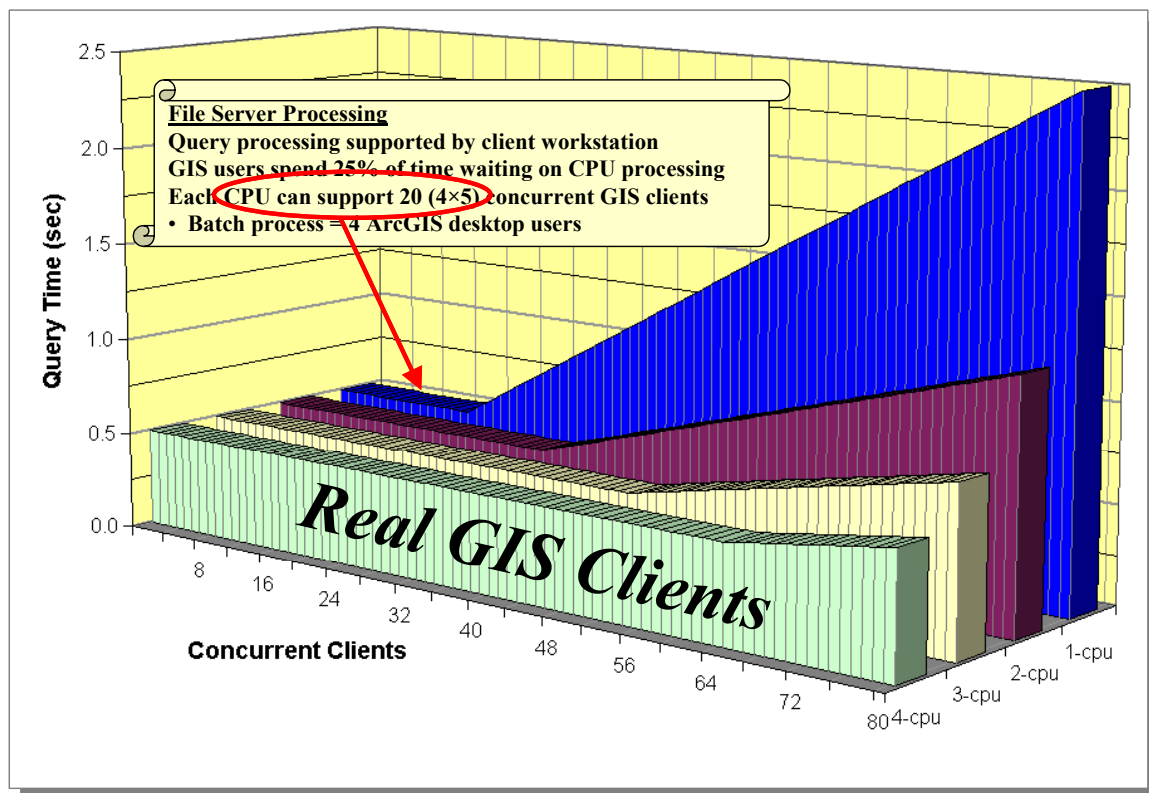 2.5
2.0
1.5
1.0
0.5
0.0
Query Time (sec)
File Server Processing
Query processing supported by client workstation
GIS users spend 25% of time waiting on CPU processing
Each CPU can support 20 (4×5) concurrent GIS clients
• Batch process = 4 ArcGIS desktop users
Real GIS Clients
8
16
24
32
40
48
56
64
72
80
Concurrent Clients
4-cpu
3-cpu
2-cpu
1-cpu